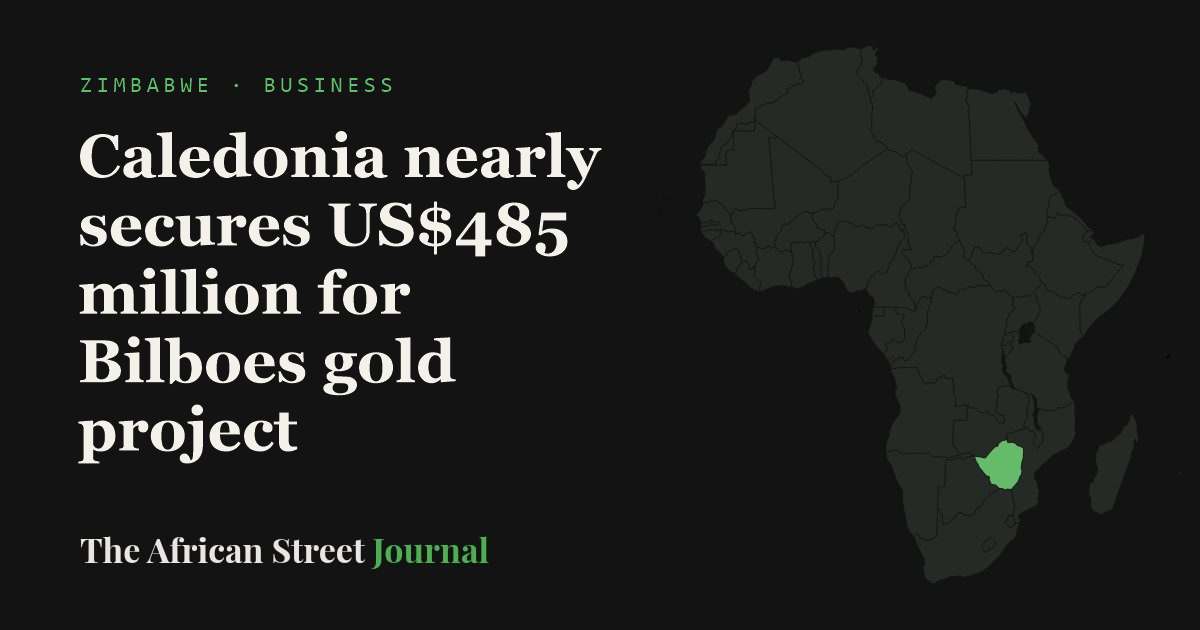 ZIMBABWE · BUSINESS
Caledonia nearly
secures US$485
million for
Bilboes gold
project
The African Street Journal